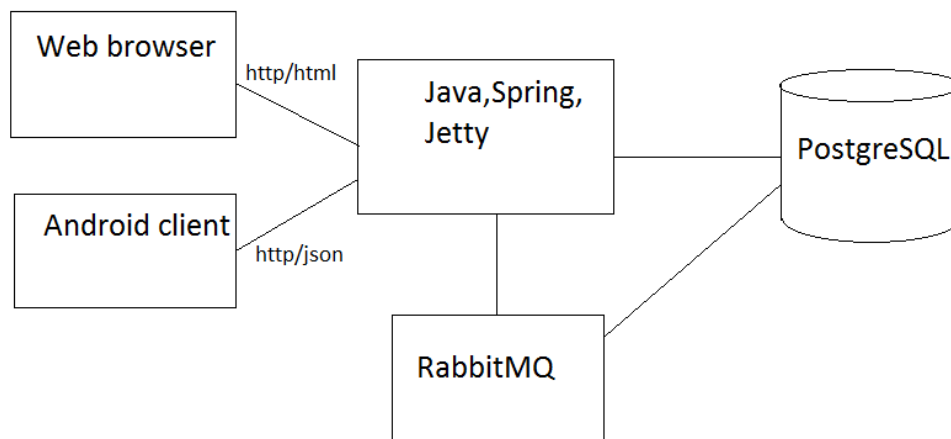 Web browser
http/html
Java,Spring,
Jetty
PostgreSQL
Android client
http/json
RabbitMQ